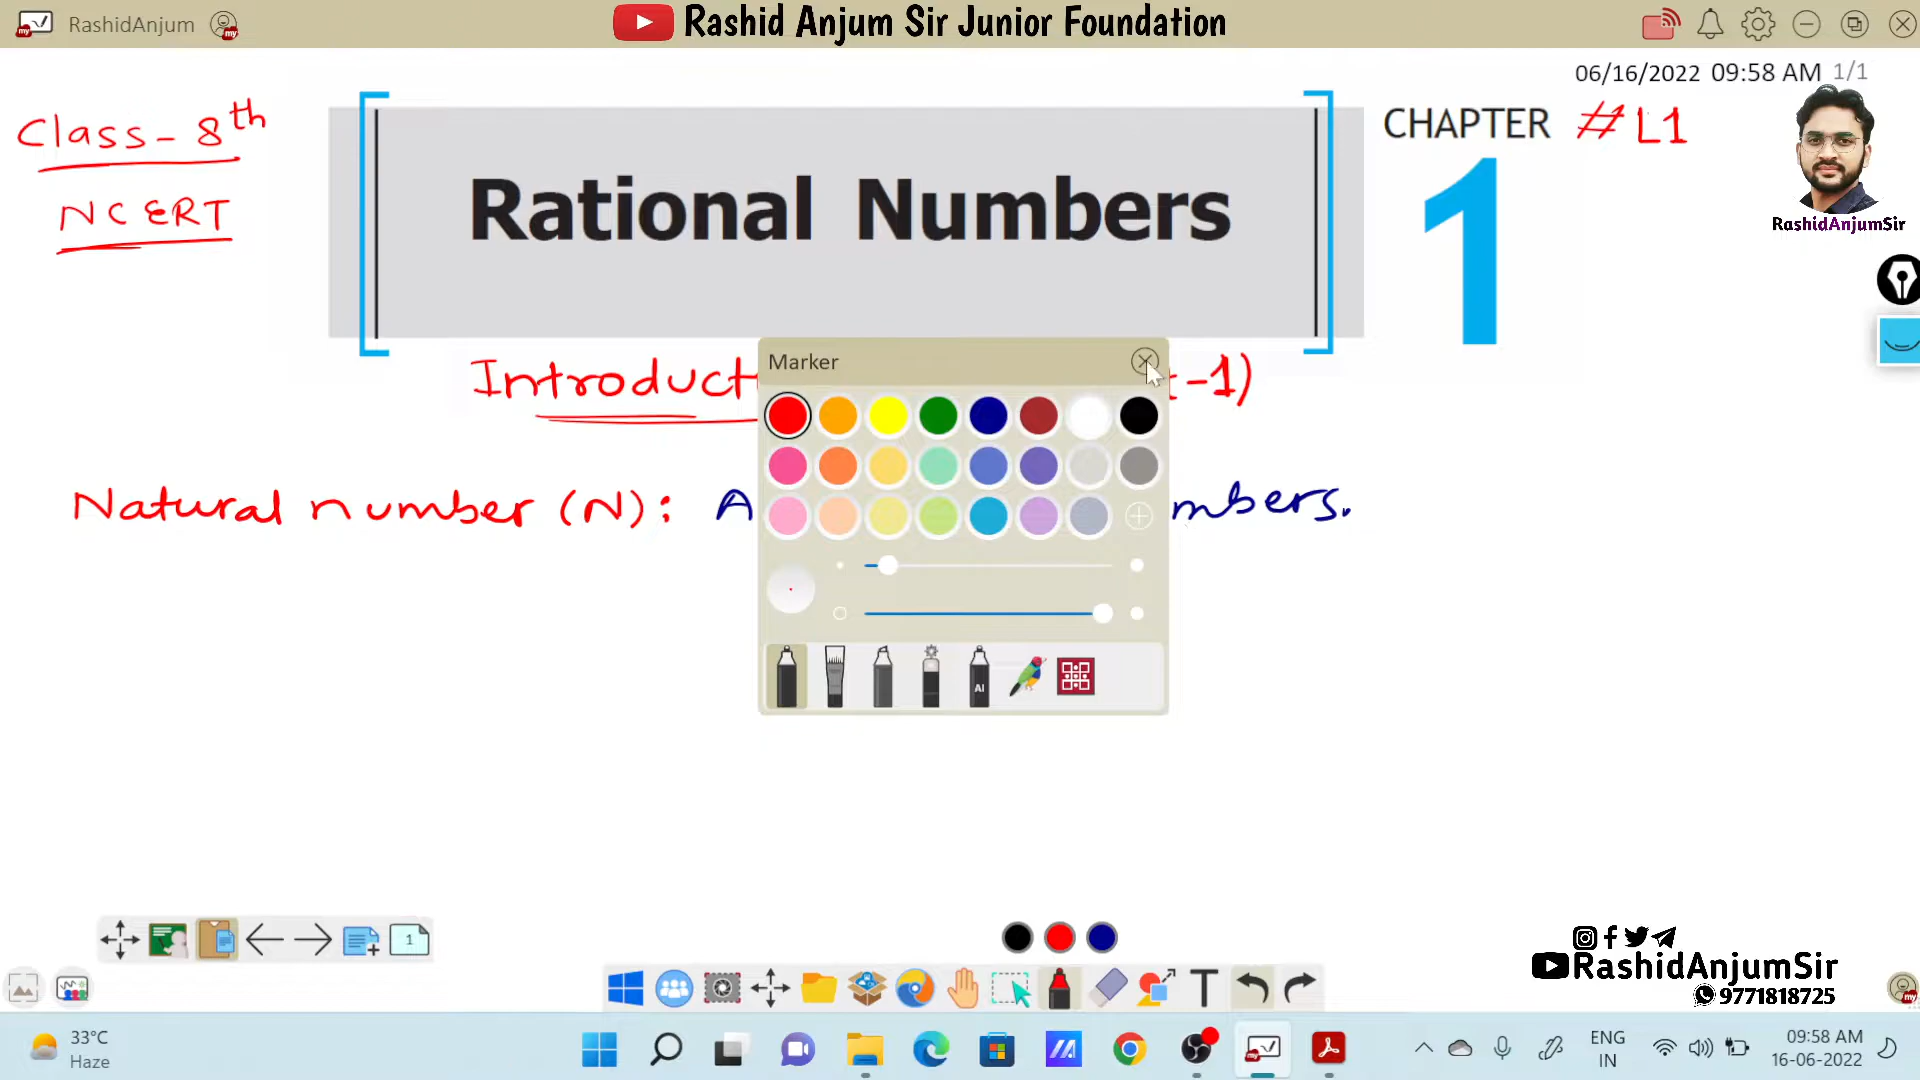 RashidAnjum
Rashid Anjum Sir Junior Foundation
06/16/2022 09:58 AM 1/1
Class - 8th
NCERT
Rational Numbers
CHAPTER
1
# L1
RashidAnjumSir
Introduct
-1)
Marker
Natural number (N): A
mbers.
AI
1
T
RashidAnjumSir
9771818725
33°C
Haze
ENG
IN
09:58 AM
16-06-2022